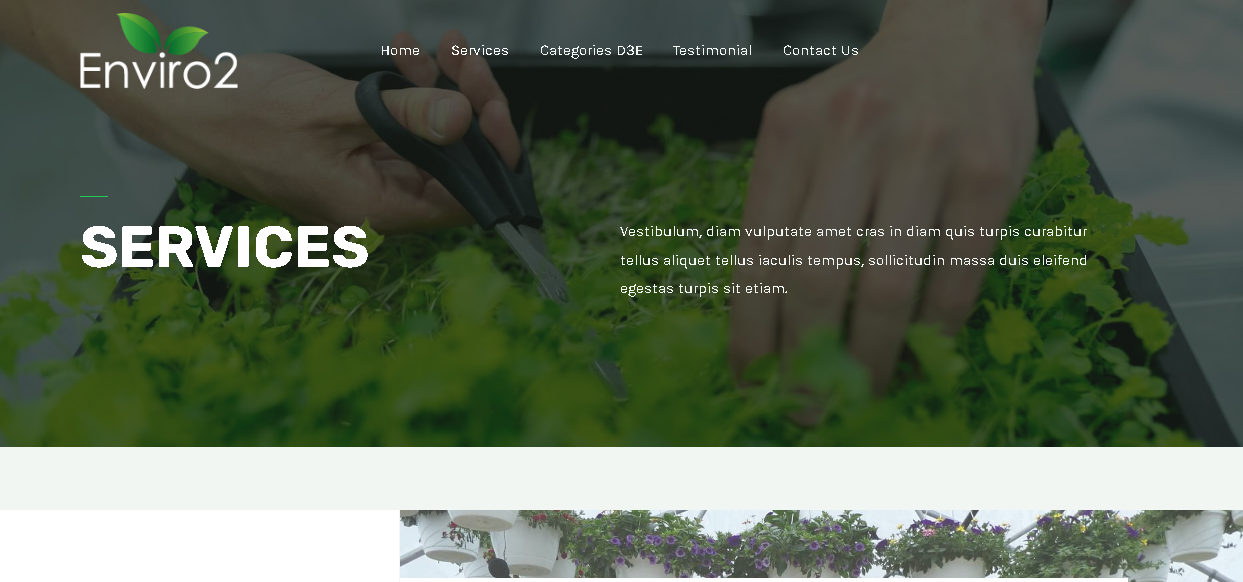 Enviro2
Home Services Categories D3E Testimonial Contact Us
SERVICES
Vestibulum, diam vulputate amet cras in diam quis turpis curabitur
tellus aliquet tellus iaculis tempus, sollicitudin massa duis eleifend
egestas turpis sit etiam.